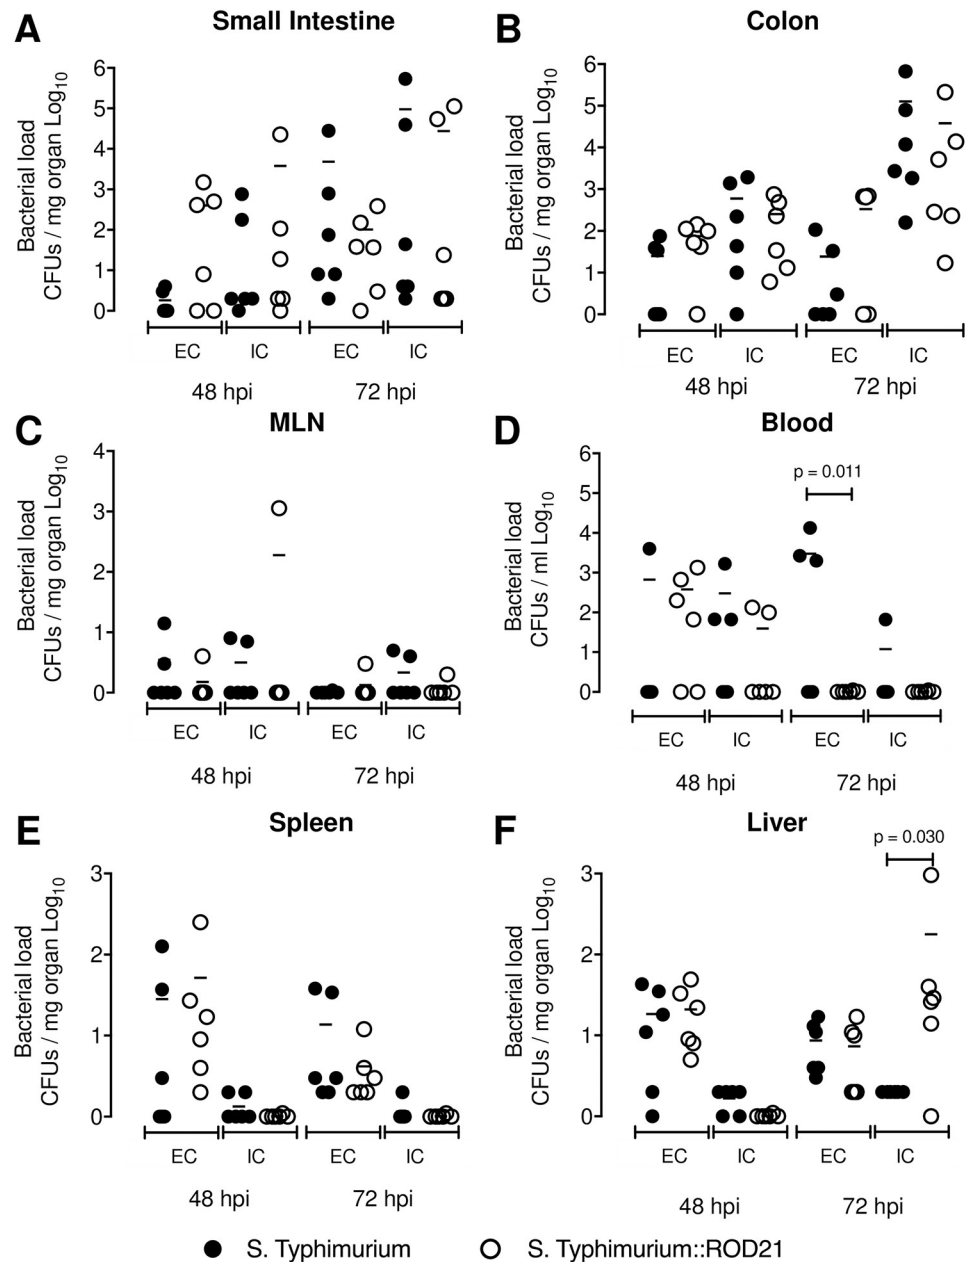 A
Small Intestine
Bacterial load
CFUs / mg organ Log10
6
5
4
3
2
1
0
EC
IC
EC
IC
48 hpi
72 hpi
B
Colon
Bacterial load
CFUs / mg organ Log10
6
5
4
3
2
1
0
EC
IC
EC
IC
48 hpi
72 hpi
C
MLN
Bacterial load
CFUs / mg organ Log10
4
3
2
1
0
EC
IC
EC
IC
48 hpi
72 hpi
D
Blood
Bacterial load
CFUs / ml Log10
6
5
4
3
2
1
0
p = 0.011
EC
IC
EC
IC
48 hpi
72 hpi
E
Spleen
Bacterial load
CFUs / mg organ Log10
3
2
1
0
EC
IC
EC
IC
48 hpi
72 hpi
F
Liver
Bacterial load
CFUs / mg organ Log10
3
2
1
0
p = 0.030
EC
IC
EC
IC
48 hpi
72 hpi
S. Typhimurium
S. Typhimurium::ROD21